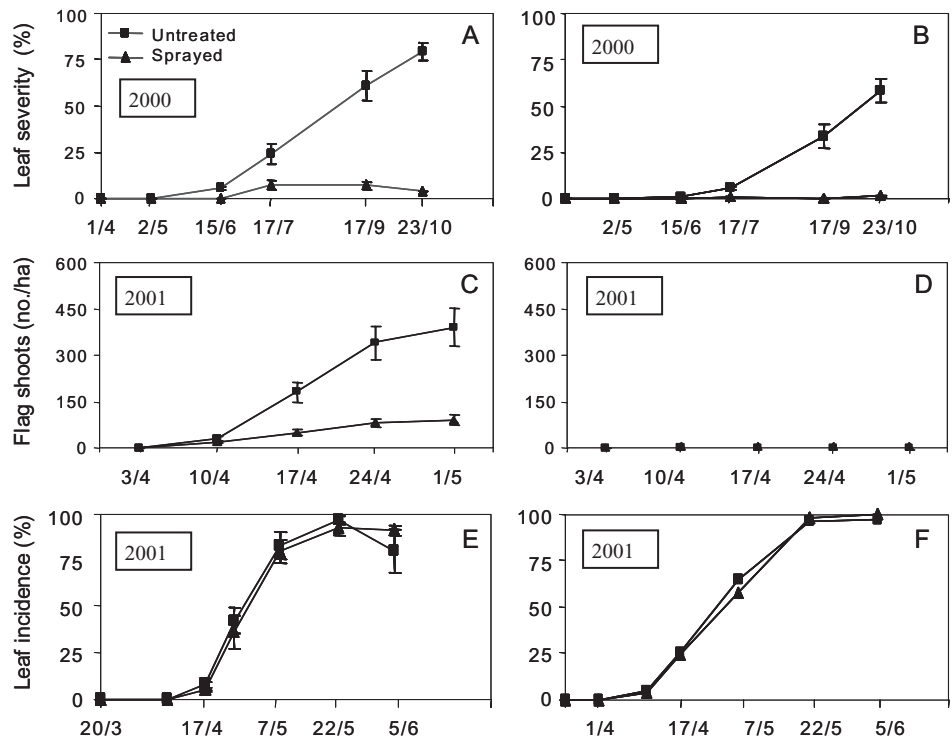 Leaf severity (%)
100
75
50
25
0
Untreated
Sprayed
2000
A
1/4 2/5 15/6 17/7 17/9 23/10
100
75
50
25
0
2000
B
2/5 15/6 17/7 17/9 23/10
Flag shoots (no./ha)
600
450
300
150
0
2001
C
3/4 10/4 17/4 24/4 1/5
600
450
300
150
0
2001
D
3/4 10/4 17/4 24/4 1/5
Leaf incidence (%)
100
75
50
25
0
2001
E
20/3 17/4 7/5 22/5 5/6
100
75
50
25
0
2001
F
1/4 17/4 7/5 22/5 5/6